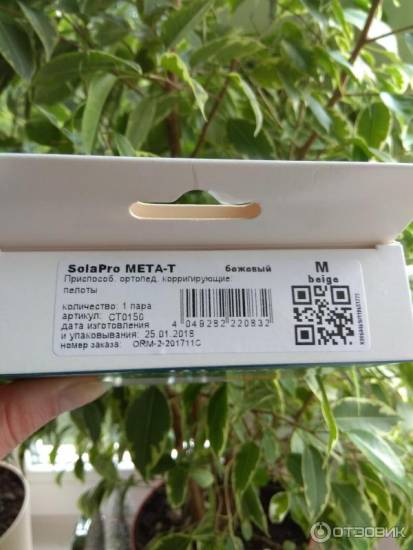 SolaPro META-T бежевый
Приспособ. ортопед. корригирующие
пелоты
количество: 1 пара
артикул: CT0150
дата изготовления
и упаковывания: 25.01.2018
номер заказа: ORM-2-201711C
4 049282 220832
M
beige
ОТЗОВИК